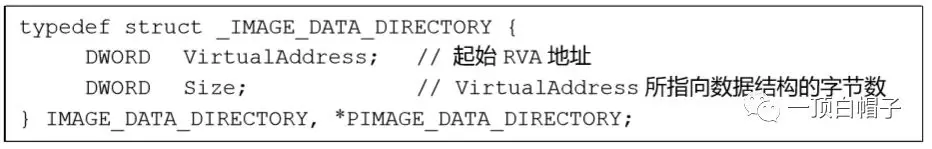 typedef struct _IMAGE_DATA_DIRECTORY {
    DWORD  VirtualAddress;  // 起始 RVA 地址
    DWORD  Size;            // VirtualAddress 所指向数据结构的字节数
} IMAGE_DATA_DIRECTORY, *PIMAGE_DATA_DIRECTORY;
一顶白帽子